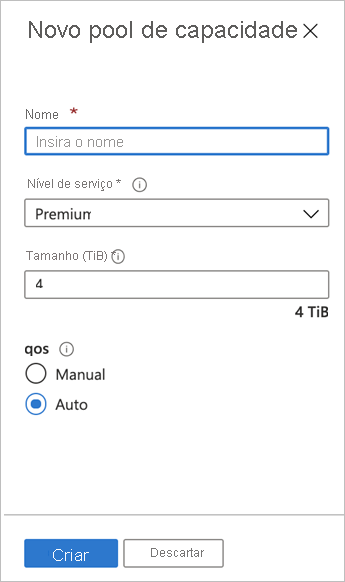 Novo pool de capacidade
Nome *
Insira o nome
Nível de serviço *
Premium
Tamanho (TiB) *
4
4 TiB
qos
Manual
Auto
Criar
Descartar